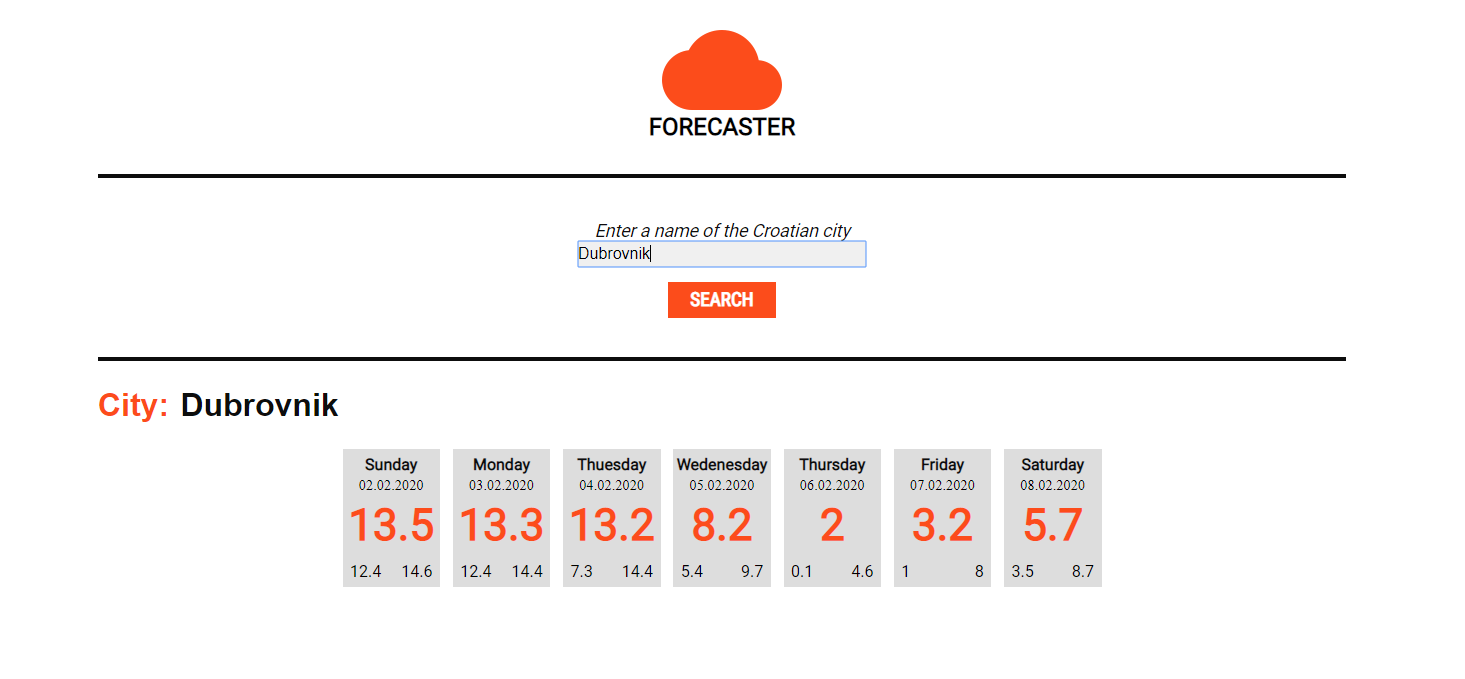 FORECASTER
Enter a name of the Croatian city
Dubrovnik
SEARCH
City: Dubrovnik
Sunday Monday Thuesday Wedenesday Thursday Friday Saturday
02.02.2020 03.02.2020 04.02.2020 05.02.2020 06.02.2020 07.02.2020 08.02.2020
13.5 13.3 13.2 8.2 2 3.2 5.7
12.4 14.6 12.4 14.4 7.3 14.4 5.4 9.7 0.1 4.6 1 8 3.5 8.7